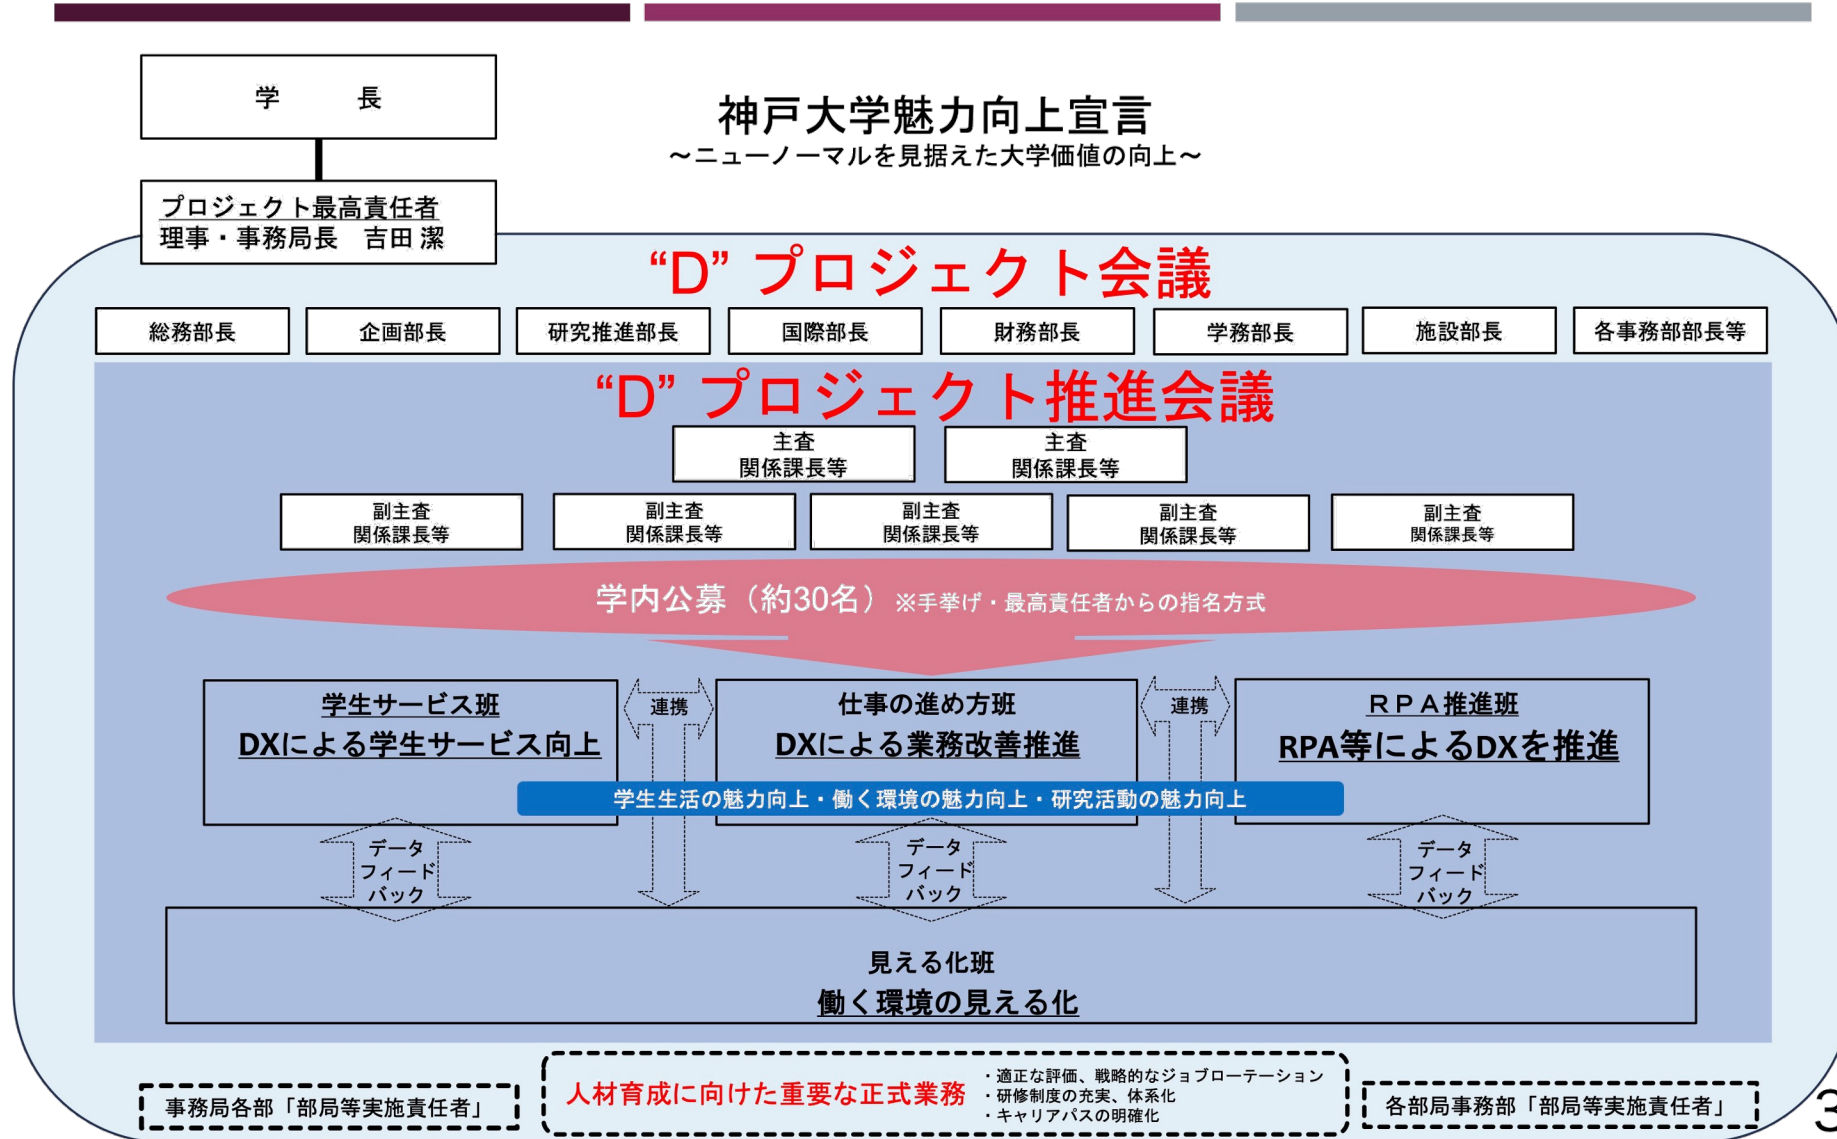 学　長
神戸大学魅力向上宣言
～ニューノーマルを見据えた大学価値の向上～
プロジェクト最高責任者
理事・事務局長　吉田 潔
“D” プロジェクト会議
総務部長
企画部長
研究推進部長
国際部長
財務部長
学務部長
施設部長
各事務部部長等
“D” プロジェクト推進会議
主査
関係課長等
主査
関係課長等
副主査
関係課長等
副主査
関係課長等
副主査
関係課長等
副主査
関係課長等
副主査
関係課長等
学内公募（約30名）※手挙げ・最高責任者からの指名方式
学生サービス班
DXによる学生サービス向上
連携
仕事の進め方班
DXによる業務改善推進
連携
ＲＰＡ推進班
RPA等によるDXを推進
学生生活の魅力向上・働く環境の魅力向上・研究活動の魅力向上
データ
フィード
バック
データ
フィード
バック
データ
フィード
バック
見える化班
働く環境の見える化
事務局各部「部局等実施責任者」
人材育成に向けた重要な正式業務
・適正な評価、戦略的なジョブローテーション
・研修制度の充実、体系化
・キャリアパスの明確化
各部局事務部「部局等実施責任者」
3